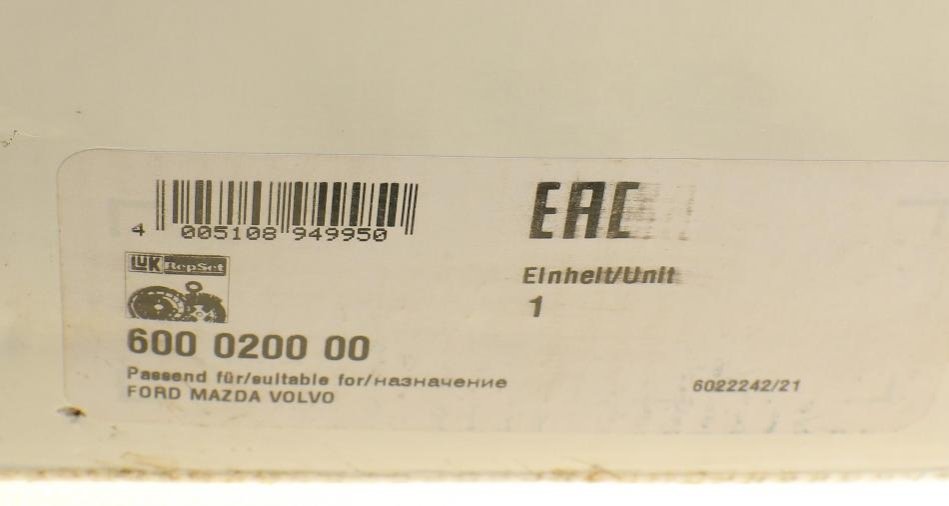 4 005108 949950
EAC
LUK RepSet
Einheit/Unit
1
600 0200 00
Passend für/suitable for/назначение
FORD MAZDA VOLVO
6022242/21